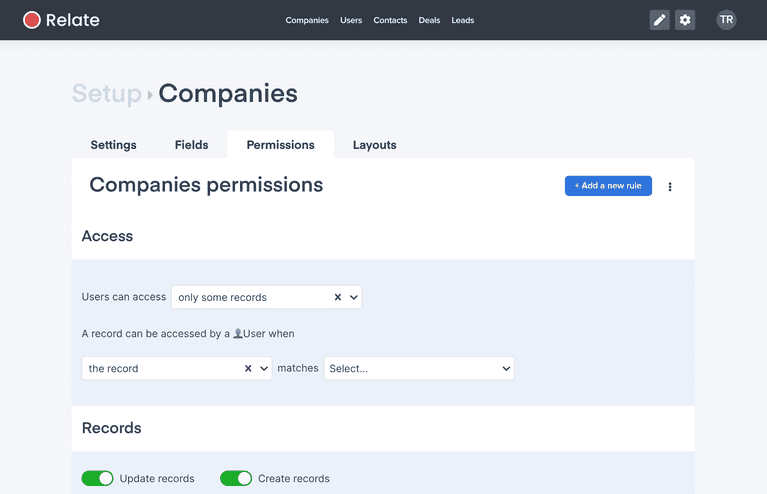 Relate
Companies Users Contacts Deals Leads
TR
Setup Companies
Settings Fields Permissions Layouts
Companies permissions
+ Add a new rule
Access
Users can access only some records
A record can be accessed by a User when
the record matches Select...
Records
Update records Create records